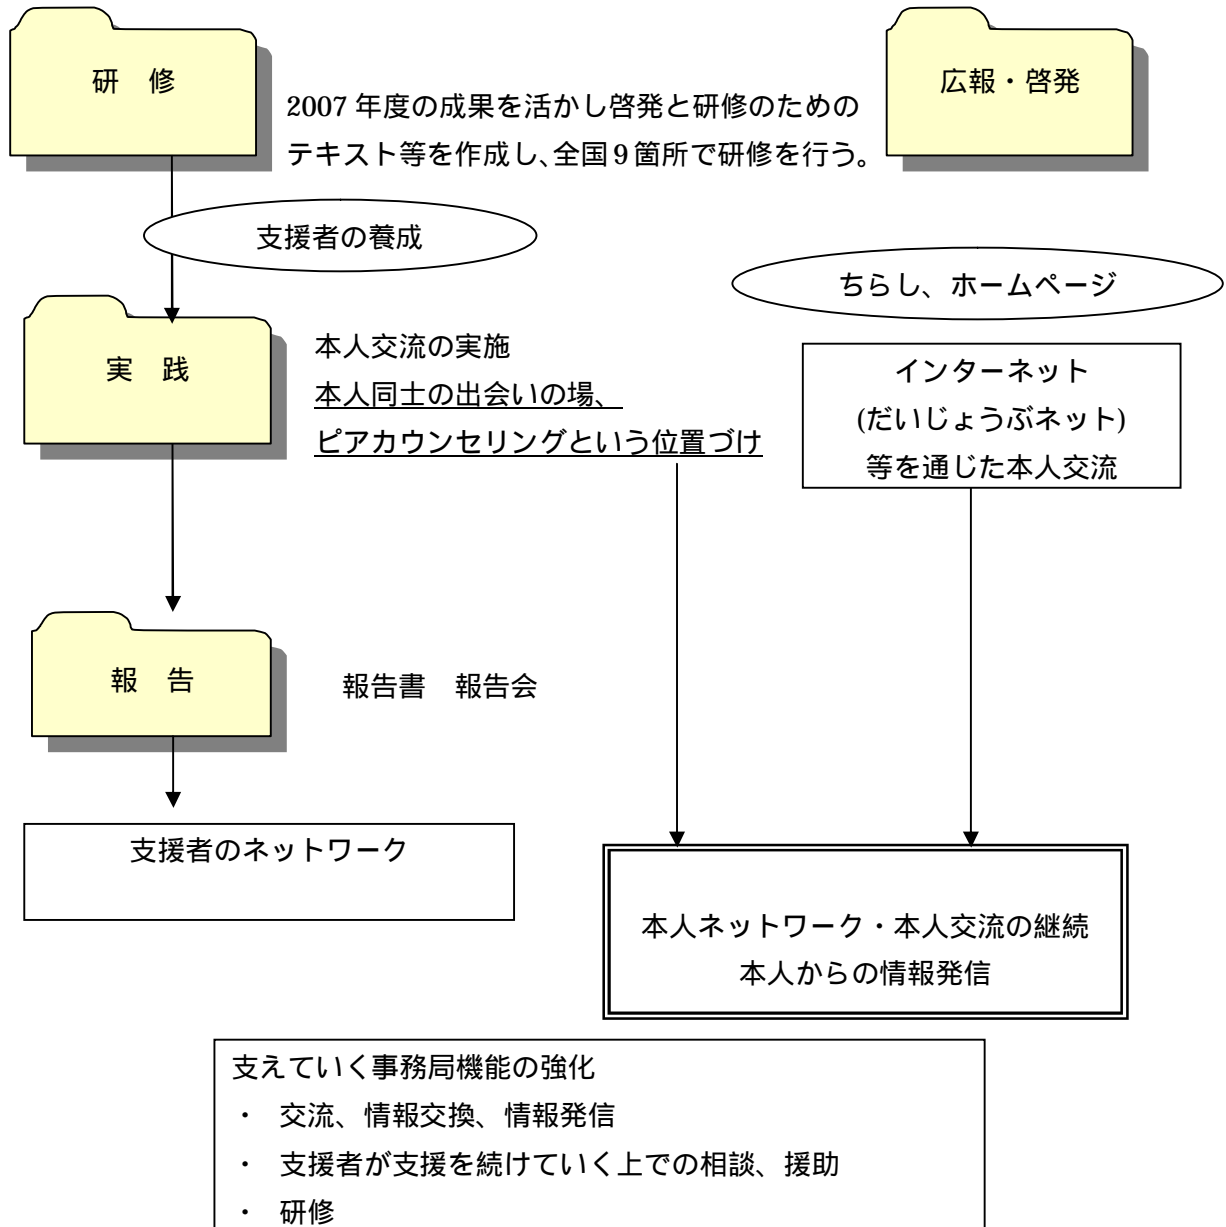 研　修
広報・啓発
2007 年度の成果を活かし啓発と研修のための
テキスト等を作成し、全国 9 箇所で研修を行う。
支援者の養成
ちらし、ホームページ
実　践
本人交流の実施
本人同士の出会いの場、
ピアカウンセリングという位置づけ
インターネット
(だいじょうぶネット)
等を通じた本人交流
報　告
報告書　報告会
支援者のネットワーク
本人ネットワーク・本人交流の継続
本人からの情報発信
支えていく事務局機能の強化
・　交流、情報交換、情報発信
・　支援者が支援を続けていく上での相談、援助
・　研修